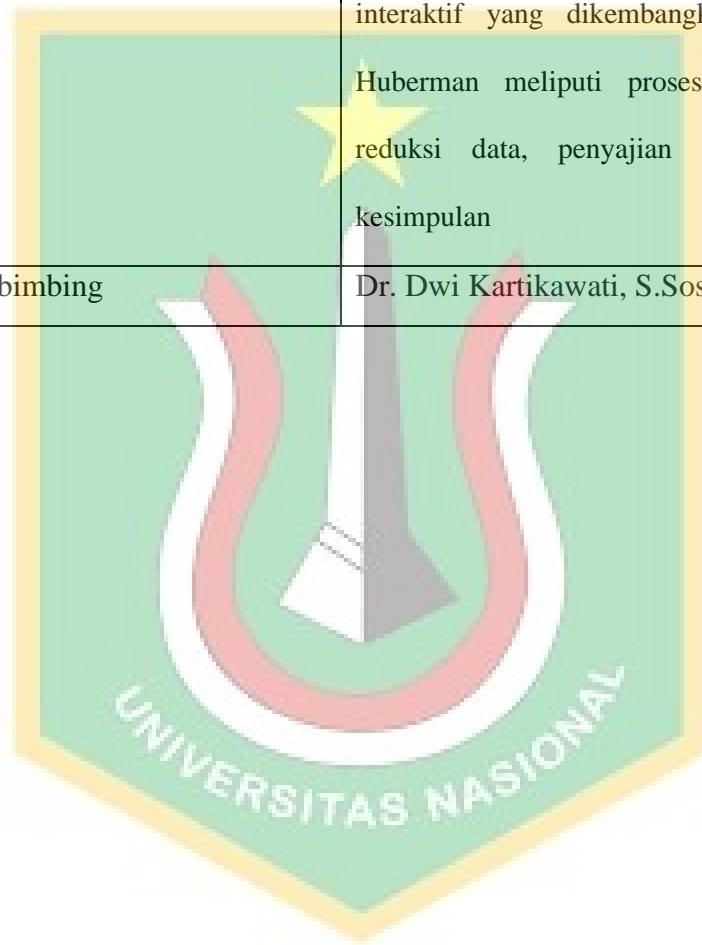 interaktif yang dikembangk
Huberman meliputi proses
reduksi data, penyajian
kesimpulan
bimbing Dr. Dwi Kartikawati, S.Sos
UNIVERSITAS NASIONAL